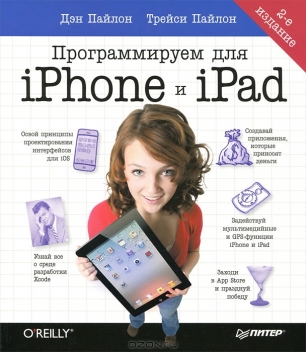 Дэн Пайлон Трейси Пайлон
2-е издание
Программируем для
iPhone и iPad
Освой принципы
проектирования
интерфейсов
для iOS
Создавай
приложения,
которые
приносят
деньги
Задействуй
мультимедийные
и GPS-функции
iPhone и iPad
Узнай все
о среде
разработки
Xcode
Заходи
в App Store
и празднуй
победу
O'REILLY®
ПИТЕР®